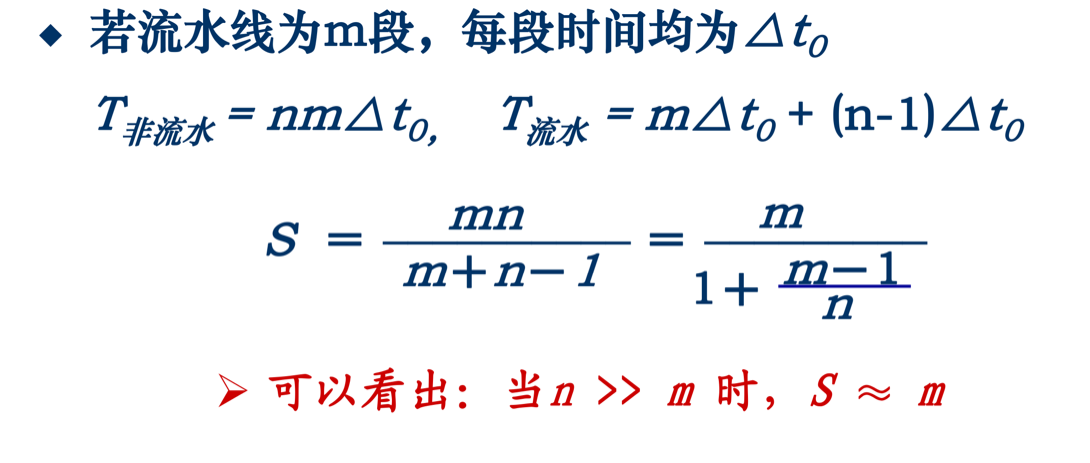 ◆ 若流水线为m段，每段时间均为△t₀
T非流水 = nm△t₀,  T流水 = m△t₀ + (n-1)△t₀
S = mn / (m+n−1) = m / (1 + (m−1)/n)
➢ 可以看出：当n >> m 时，S ≈ m